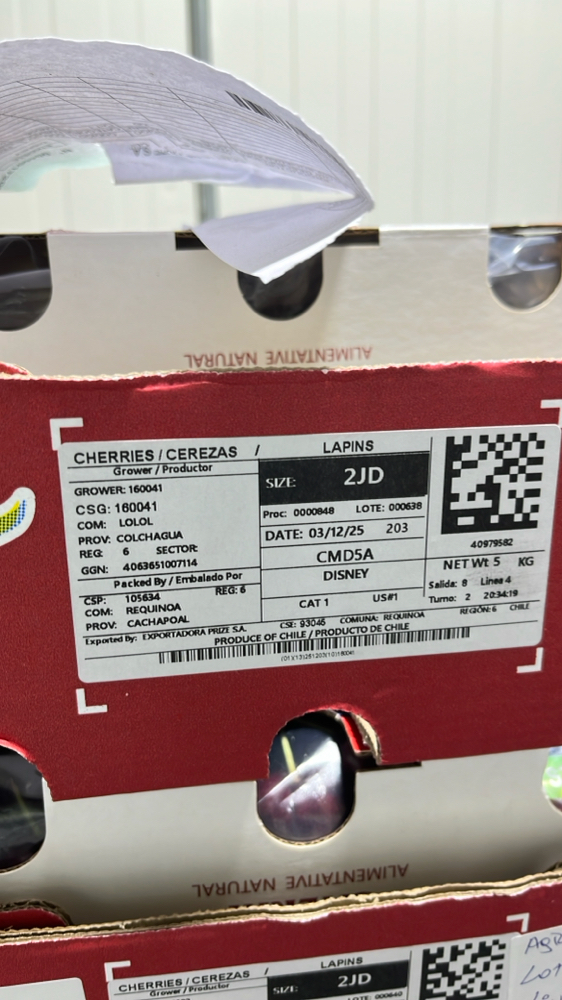 ALIMENTATIVE NATURAL
CHERRIES / CEREZAS /
LAPINS
Grower / Productor
GROWER: 160041
CSG: 160041
COM: LOLOL
PROV: COLCHAGUA
REG: 6 SECTOR:
GGN: 4063651007114
Packed By / Embalado Por
CSP: 105634 REG: 6
COM: REQUINOA
PROV: CACHAPOAL
SIZE: 2JD
Proc: 0000848 LOTE: 000638
DATE: 03/12/25 203
CMD5A
DISNEY
CAT 1 US#1
40979582
NET Wt 5 KG
Salida: 8 Linea 4
Turno: 2 20:34:19
Exported by: EXPORTADORA PRIZE S.A. CSE: 93046 COMUNA: REQUINOA REGION: 6 CHILE
PRODUCE OF CHILE / PRODUCTO DE CHILE
ALIMENTATIVE NATURAL
CHERRIES / CEREZAS /
LAPINS
Grower / Productor
SIZE: 2JD